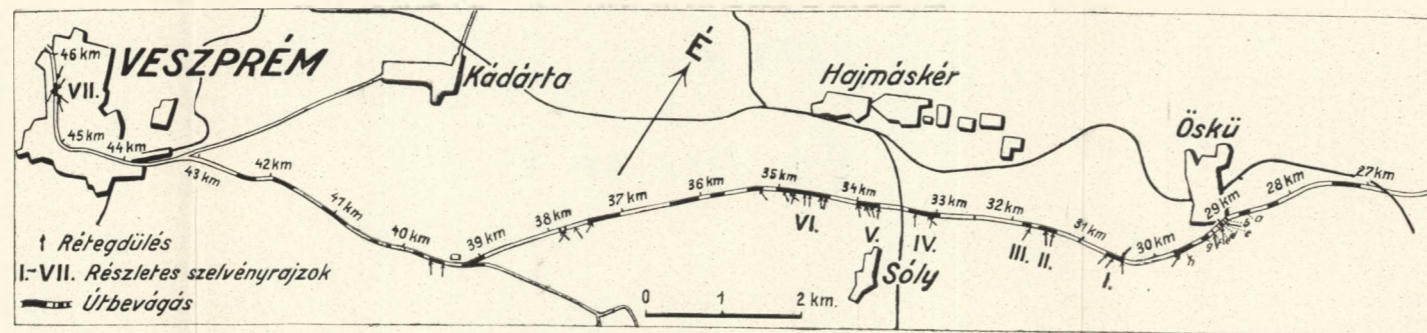 VESZPRÉM
Kádárta
Hajmáskér
Öskü
Sóly
É
46 km
VII.
45 km
44 km
43 km
42 km
41 km
40 km
39 km
38 km
37 km
36 km
35 km
34 km
33 km
32 km
31 km
30 km
29 km
28 km
27 km
VI.
V.
IV.
III.
II.
I.
Rétegdülés
I.-VII. Részletes szelvényrajzok
Útbevágás
0 1 2 km.